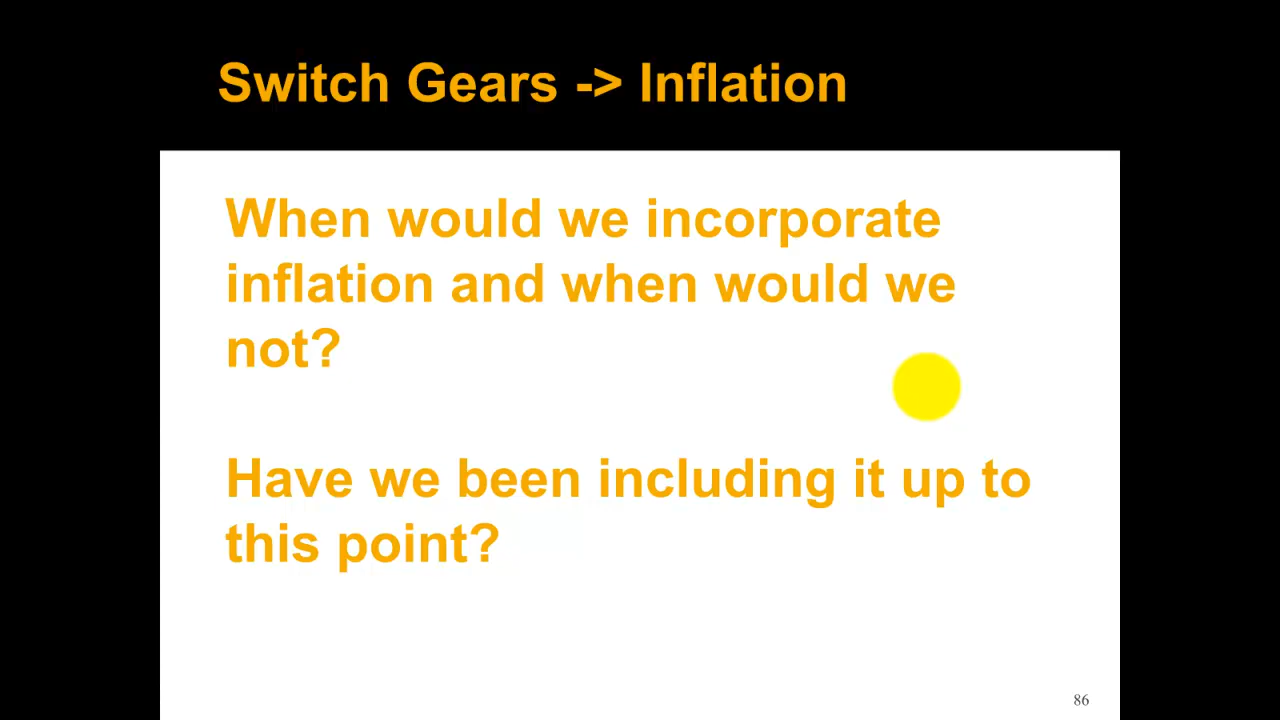 Switch Gears -> Inflation
When would we incorporate
inflation and when would we
not?
Have we been including it up to
this point?
86